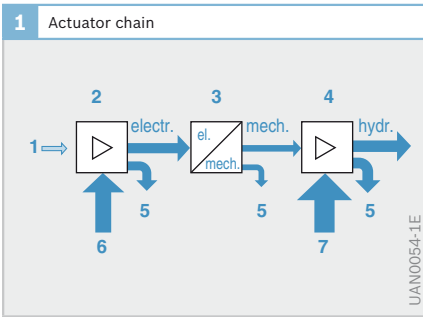 1 Actuator chain
2 3 4
electr. mech. hydr.
1 el. mech.
5 5 5
6 7
UAN0054-1E